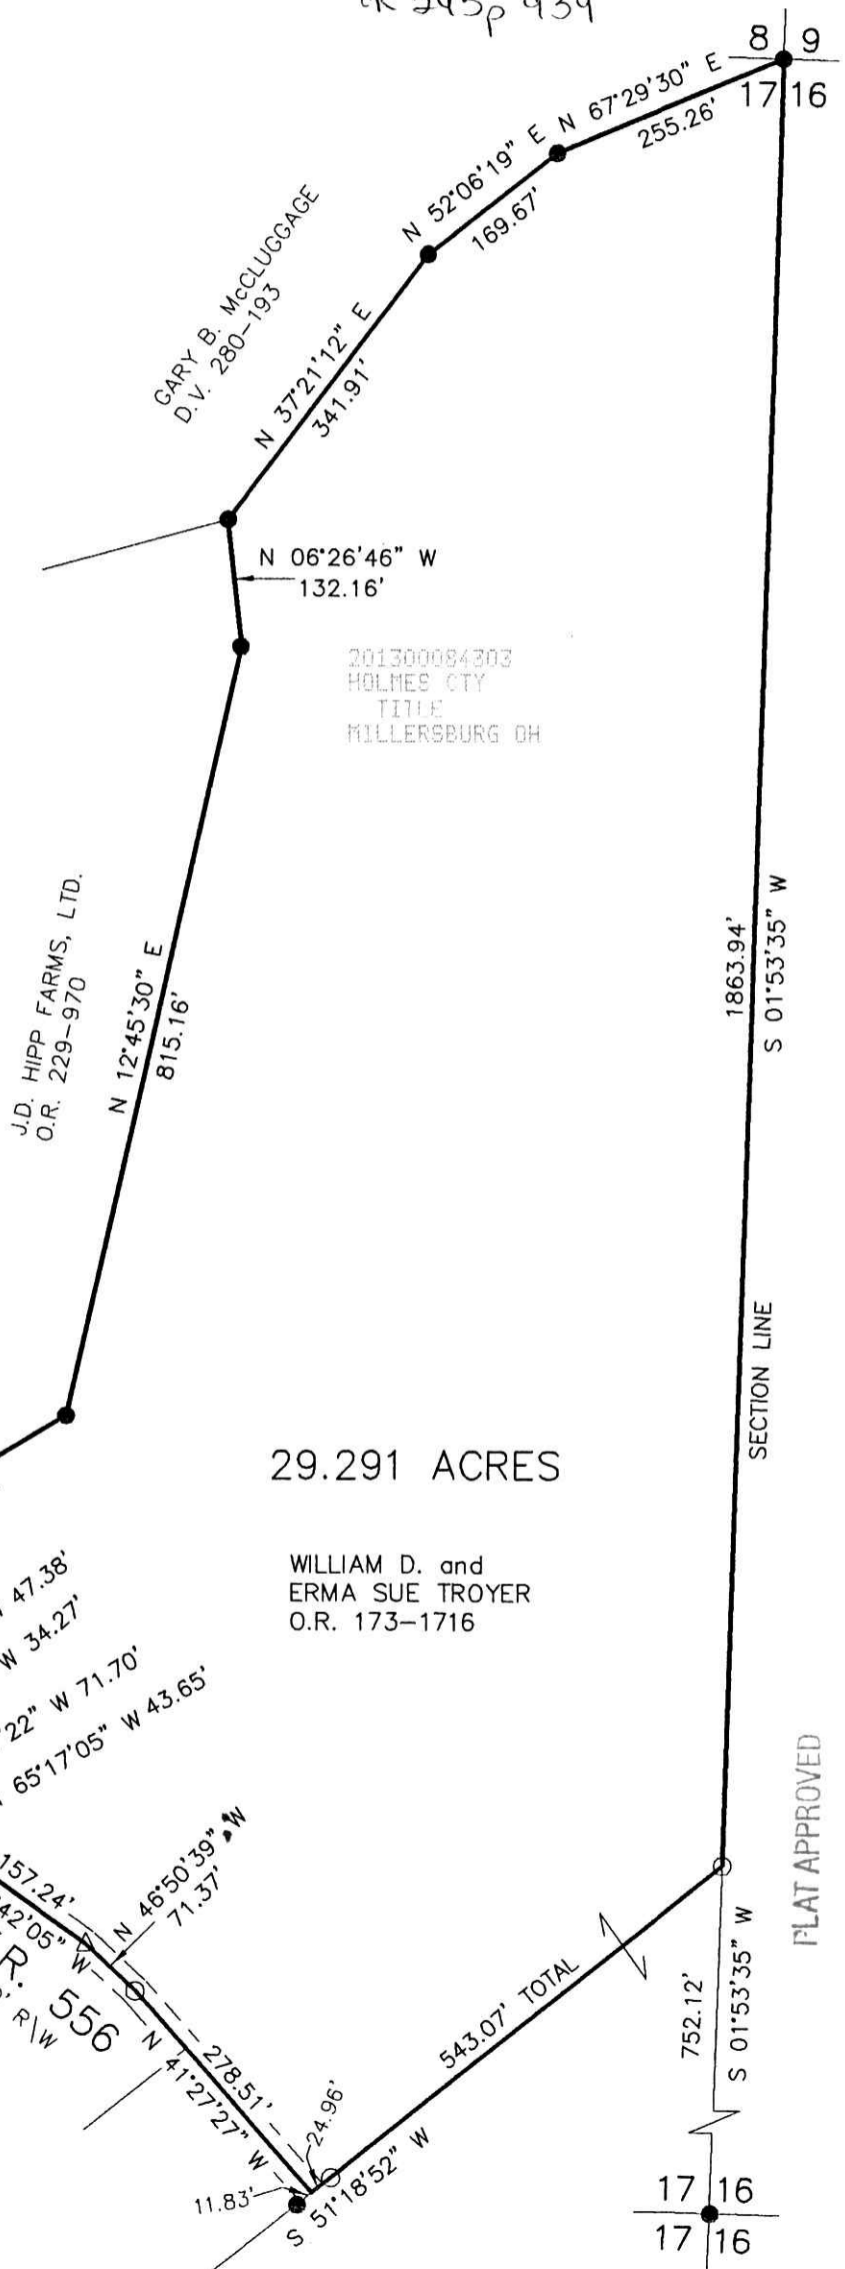 8 9
17 16
N 67°29'30" E
255.26'
N 52°06'19" E
169.67'
GARY B. McCLUGGAGE
D.V. 280-193
N 37°21'12" E
341.91'
N 06°26'46" W
132.16'
201300084303
HOLMES CTY
TITLE
MILLERSBURG OH
J.D. HIPP FARMS, LTD.
O.R. 229-970
N 12°45'30" E
815.16'
1863.94'
S 01°53'35" W
SECTION LINE
29.291 ACRES
WILLIAM D. and
ERMA SUE TROYER
O.R. 173-1716
47.38'
W 34.27'
22" W 71.70'
65°17'05" W 43.65'
157.24'
42'05" W
N 46°50'39" W
71.37'
R. 556
R\W
278.51'
N 41°27'27" W
24.96'
11.83'
S 51°18'52" W
543.07' TOTAL
752.12'
S 01°53'35" W
PLAT APPROVED
17 16
17 16